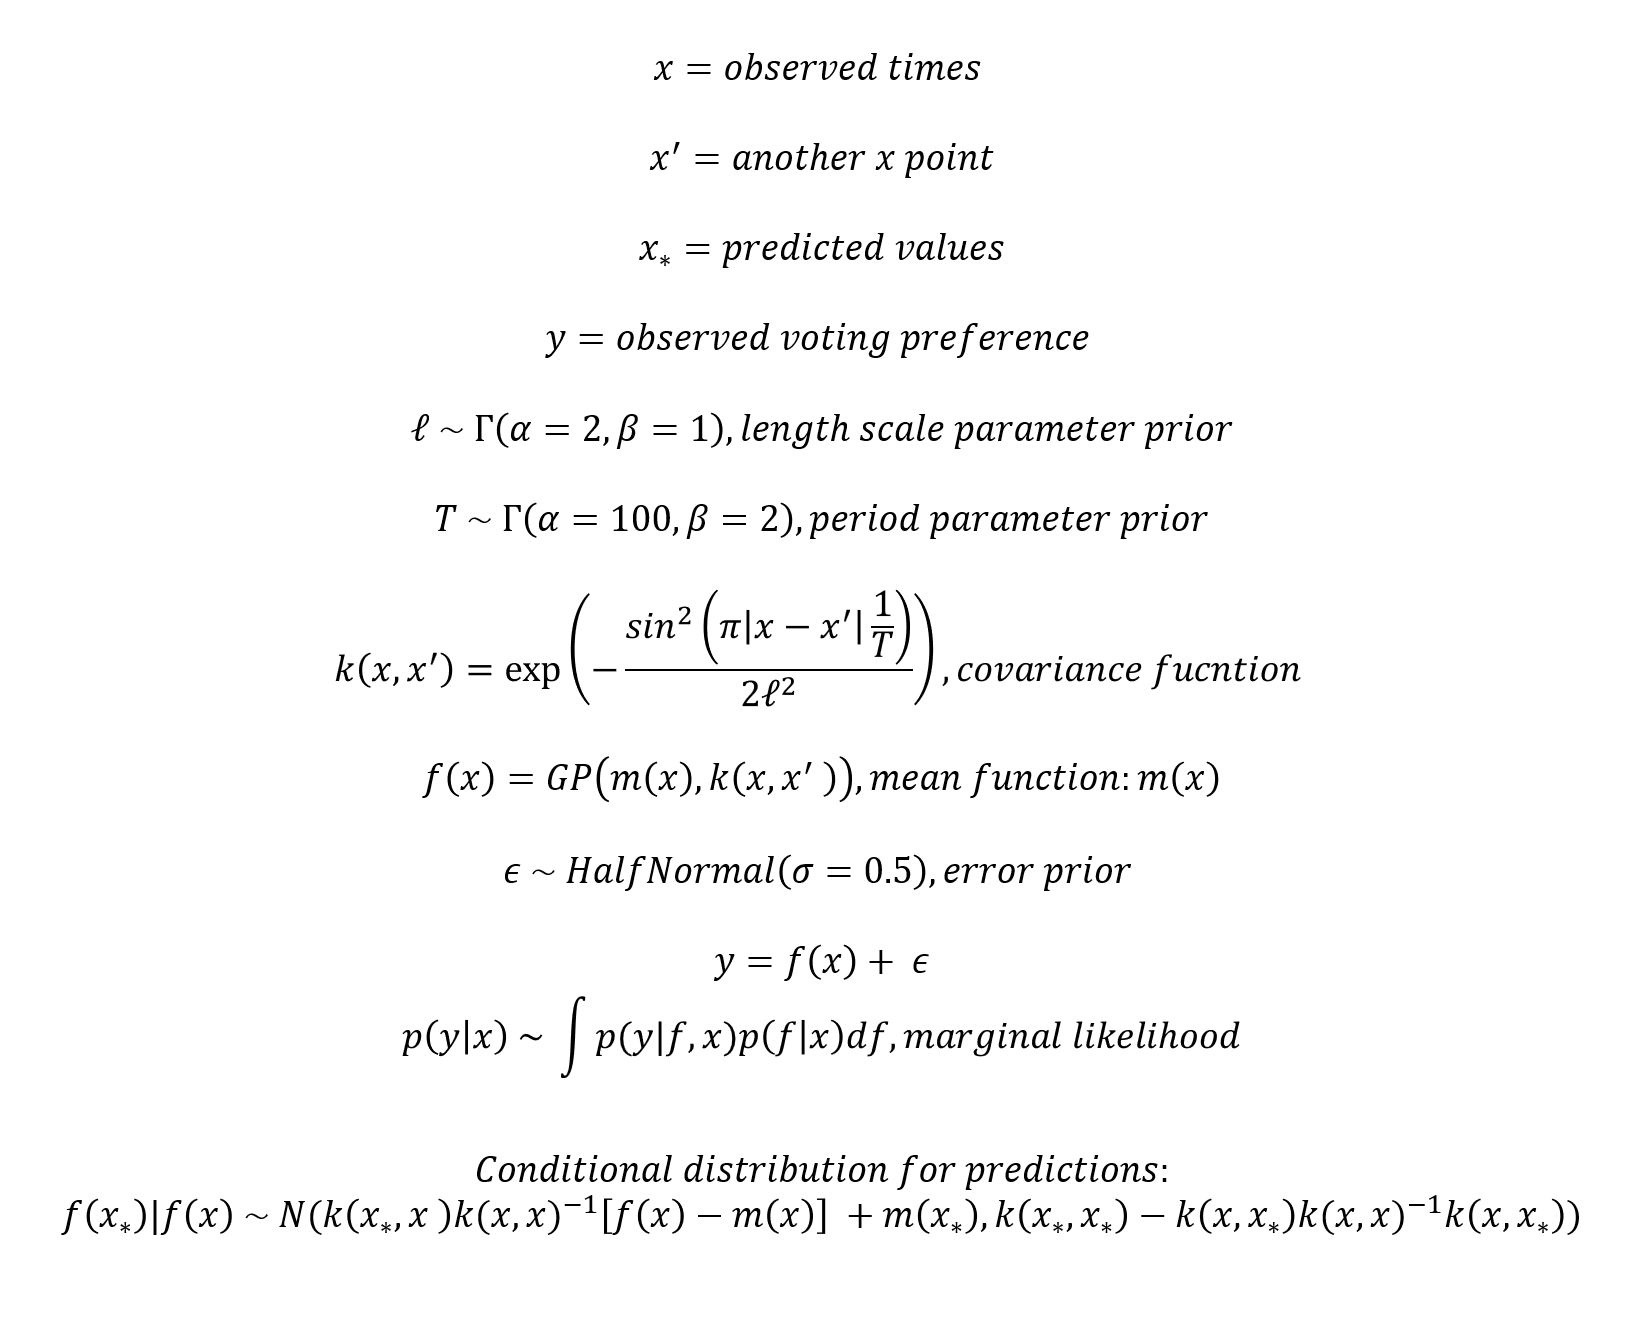 x = observed times
x′ = another x point
x∗ = predicted values
y = observed voting preference
ℓ ~ Γ(α = 2, β = 1), length scale parameter prior
T ~ Γ(α = 100, β = 2), period parameter prior
k(x, x′) = exp(−sin²(π|x − x′|1/T)/2ℓ²), covariance fucntion
f(x) = GP(m(x), k(x, x′ )), mean function: m(x)
ϵ ~ HalfNormal(σ = 0.5), error prior
y = f(x) + ϵ
p(y|x) ~ ∫ p(y|f, x)p(f|x)df, marginal likelihood
Conditional distribution for predictions:
f(x∗)|f(x) ~ N(k(x∗, x )k(x, x)⁻¹[f(x) − m(x)] + m(x∗), k(x∗, x∗) − k(x, x∗)k(x, x)⁻¹k(x, x∗))